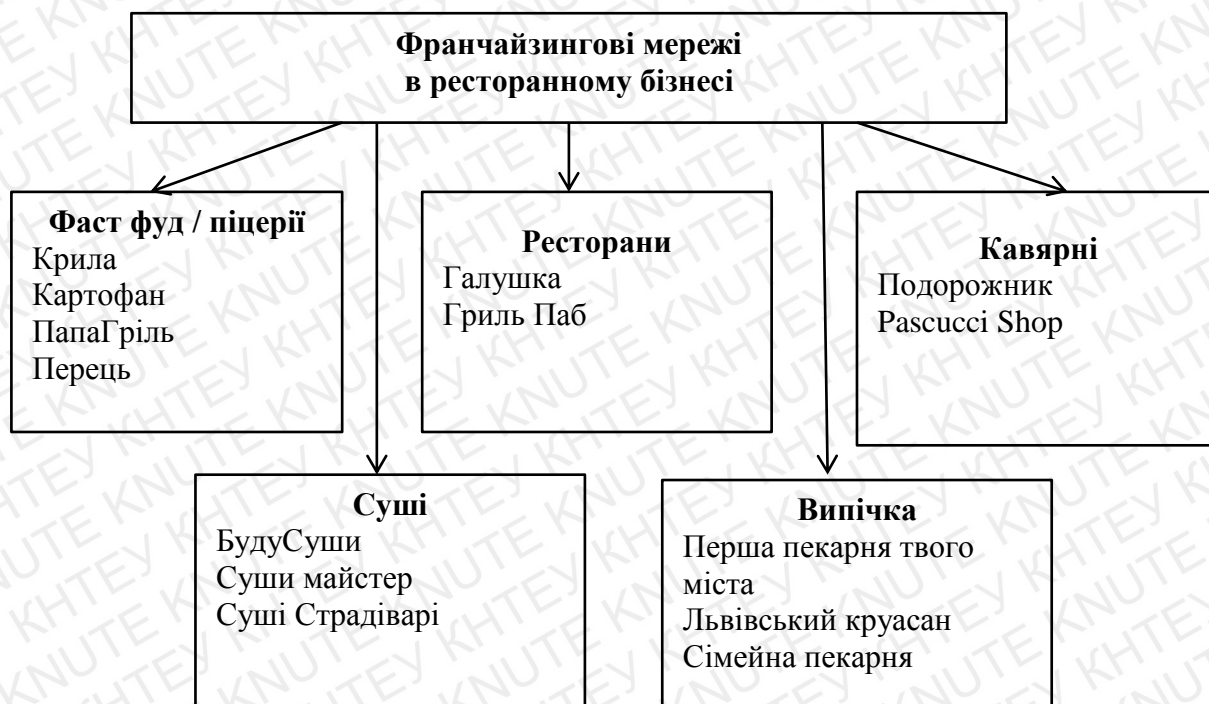 Франчайзингові мережі
в ресторанному бізнесі
Фаст фуд / піцерії
Крила
Картофан
ПапаГріль
Перець
Ресторани
Галушка
Гриль Паб
Кавярні
Подорожник
Pascucci Shop
Суші
БудуСуши
Суши майстер
Суші Страдіварі
Випічка
Перша пекарня твого
міста
Львівський круасан
Сімейна пекарня